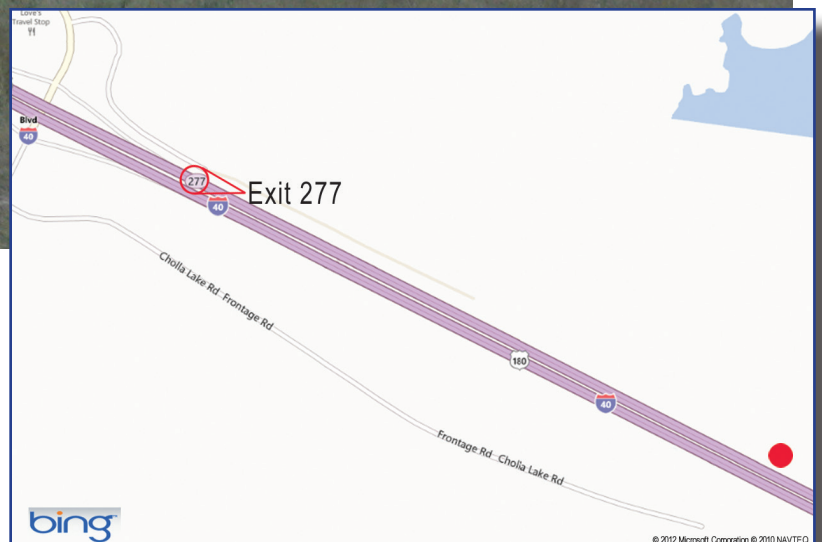 Love's
Travel Stop
Blvd
40
277
Exit 277
40
Cholla Lake Rd Frontage Rd
180
40
Frontage Rd Cholla Lake Rd
bing
© 2012 Microsoft Corporation © 2010 NAVTEQ